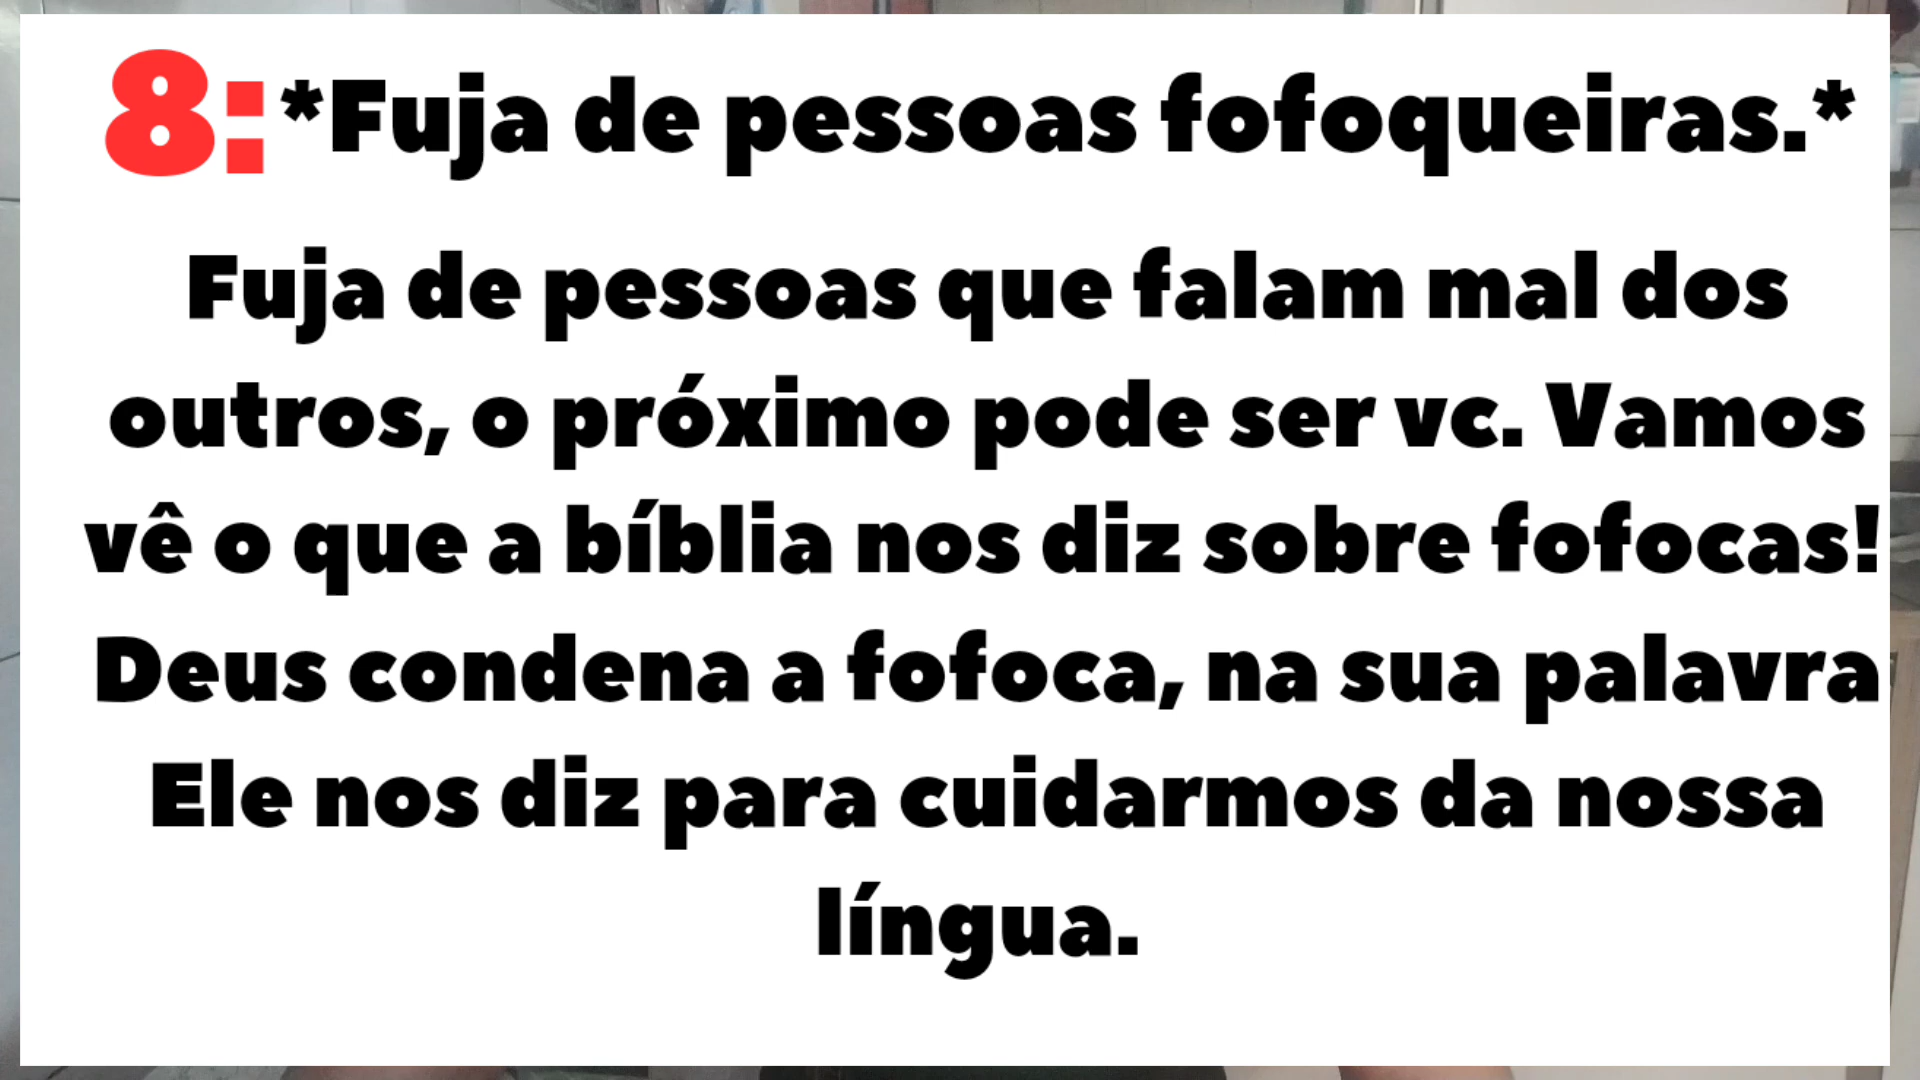 8:*Fuja de pessoas fofoqueiras.*
Fuja de pessoas que falam mal dos
outros, o próximo pode ser vc. Vamos
vê o que a bíblia nos diz sobre fofocas!
Deus condena a fofoca, na sua palavra
Ele nos diz para cuidarmos da nossa
língua.